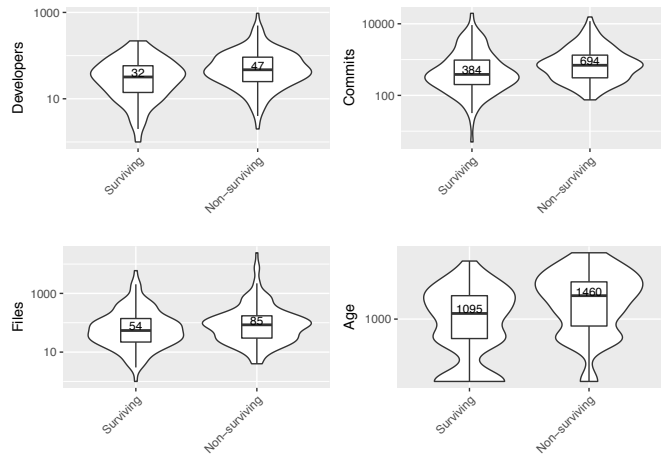 Developers
1000
10
32
47
Surviving
Non−surviving
Commits
10000
100
384
694
Surviving
Non−surviving
Files
1000
10
54
85
Surviving
Non−surviving
Age
1000
1095
1460
Surviving
Non−surviving